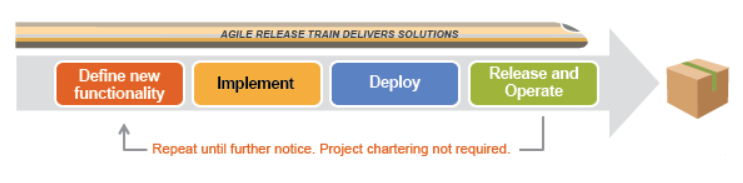 AGILE RELEASE TRAIN DELIVERS SOLUTIONS
Define new
functionality
Implement
Deploy
Release and
Operate
Repeat until further notice. Project chartering not required.